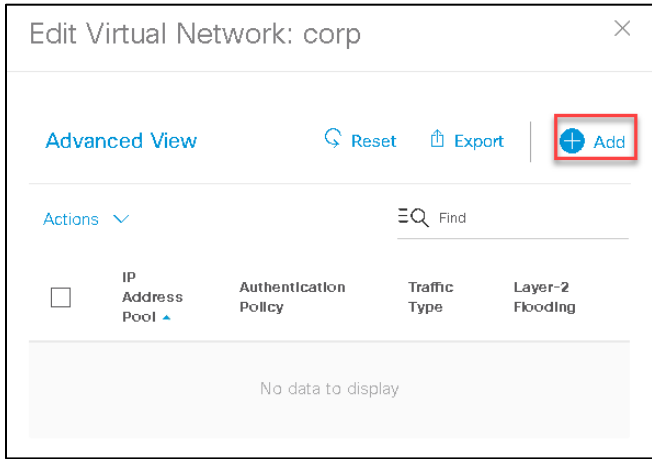 Edit Virtual Network: corp
Advanced View
Reset
Export
Add
Actions
Find
IP
Address
Pool
Authentication
Policy
Traffic
Type
Layer-2
Flooding
No data to display